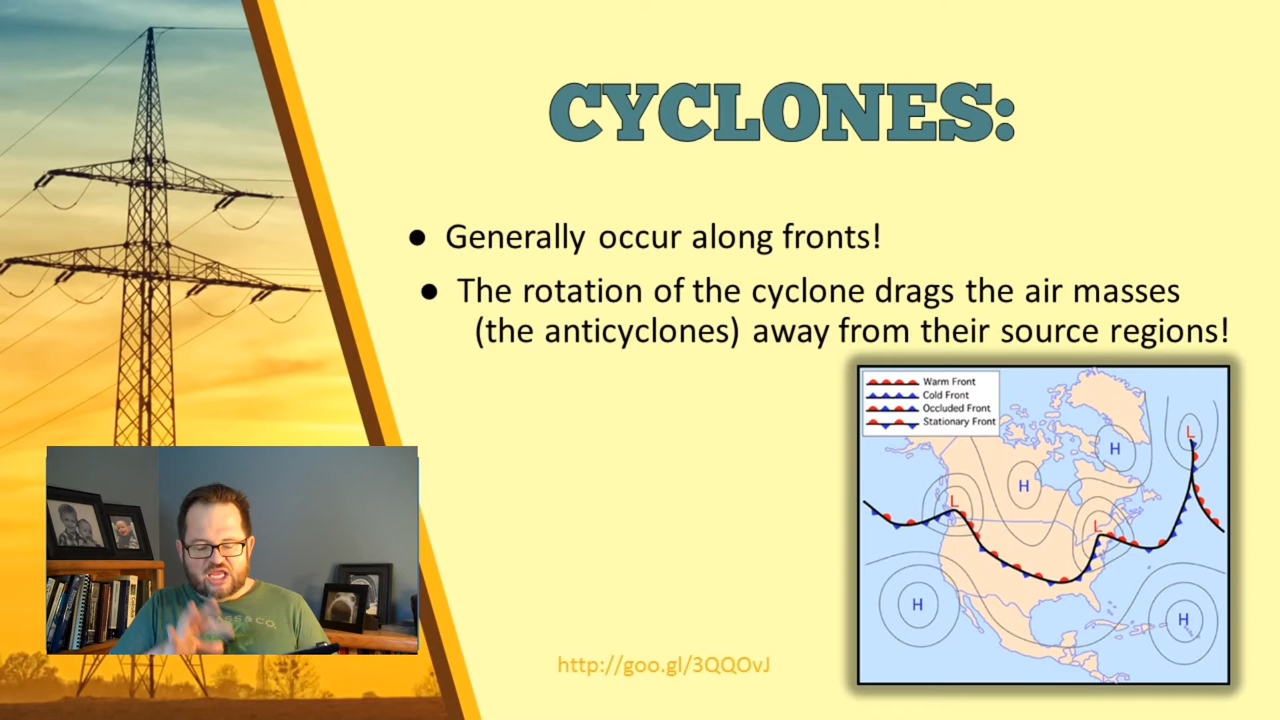 CYCLONES:
● Generally occur along fronts!
● The rotation of the cyclone drags the air masses
(the anticyclones) away from their source regions!
Warm Front
Cold Front
Occluded Front
Stationary Front
L
H
H
L
L
H
H
& CO.
http://goo.gl/3QQOvJ